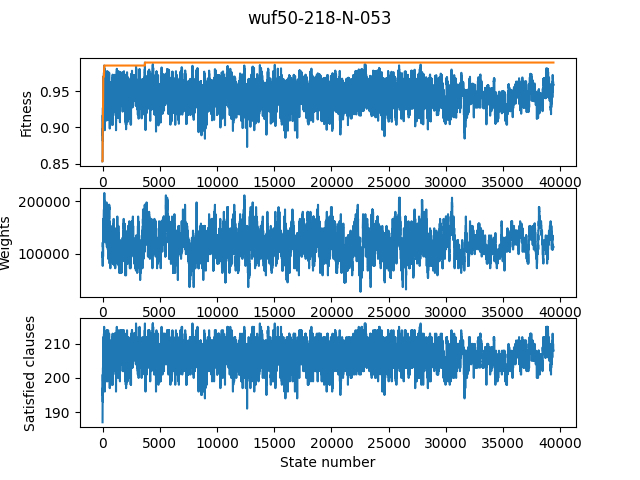 wuf50-218-N-053
Fitness
0.95
0.90
0.85
0 5000 10000 15000 20000 25000 30000 35000 40000
Weights
200000
100000
0 5000 10000 15000 20000 25000 30000 35000 40000
Satisfied clauses
210
200
190
0 5000 10000 15000 20000 25000 30000 35000 40000
State number